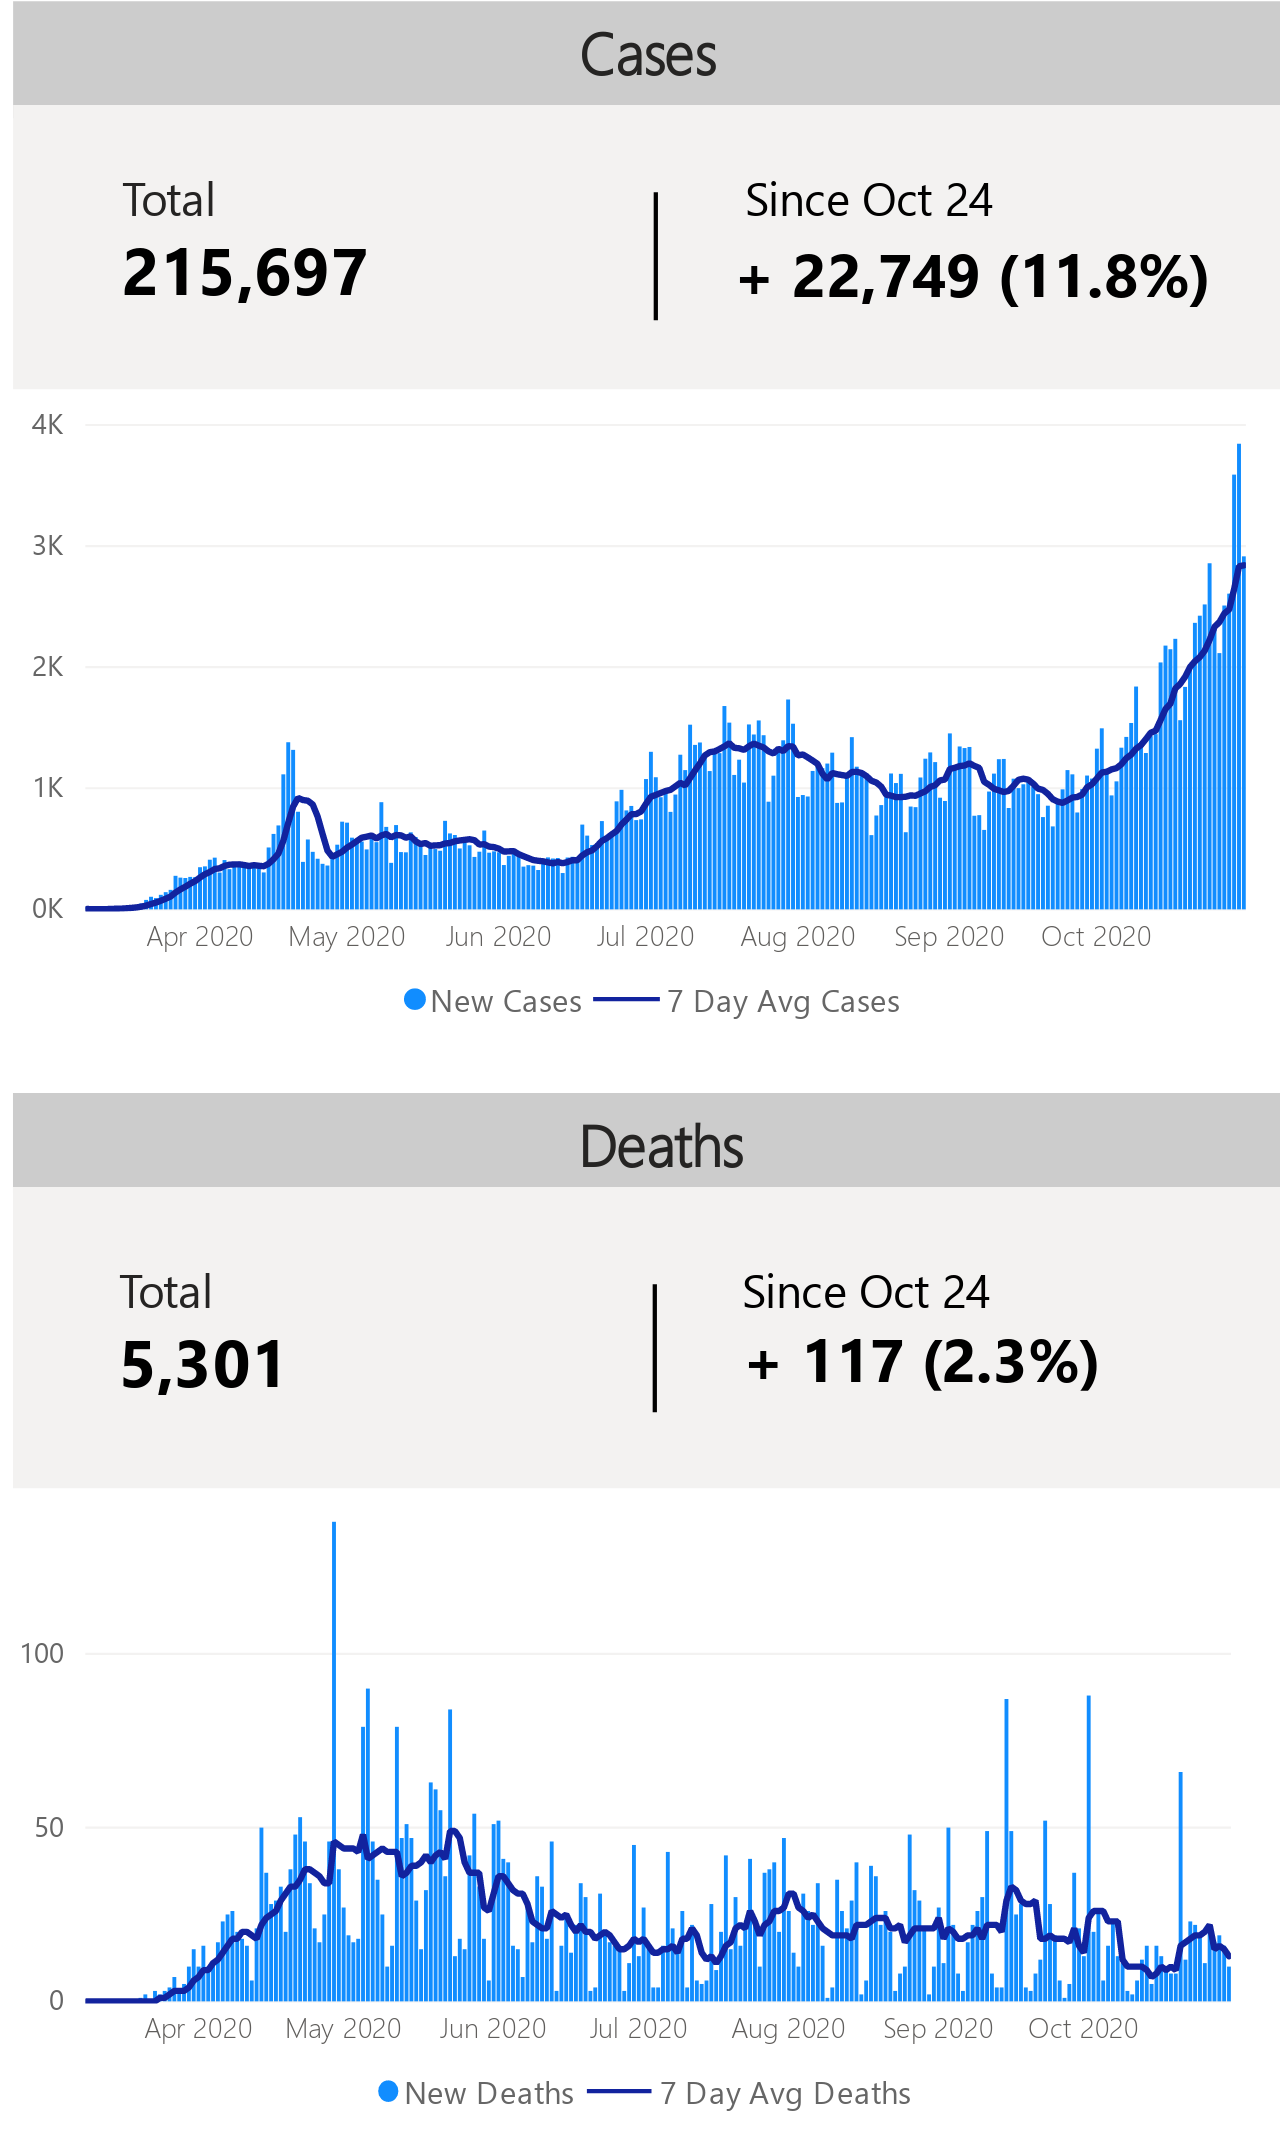 Cases
Total
Since Oct 24
215,697
+ 22,749 (11.8%)
4K
3K
2K
1K
0K
Apr 2020 May 2020 Jun 2020 Jul 2020 Aug 2020 Sep 2020 Oct 2020
New Cases 7 Day Avg Cases
Deaths
Total
Since Oct 24
5,301
+ 117 (2.3%)
100
50
0
Apr 2020 May 2020 Jun 2020 Jul 2020 Aug 2020 Sep 2020 Oct 2020
New Deaths 7 Day Avg Deaths